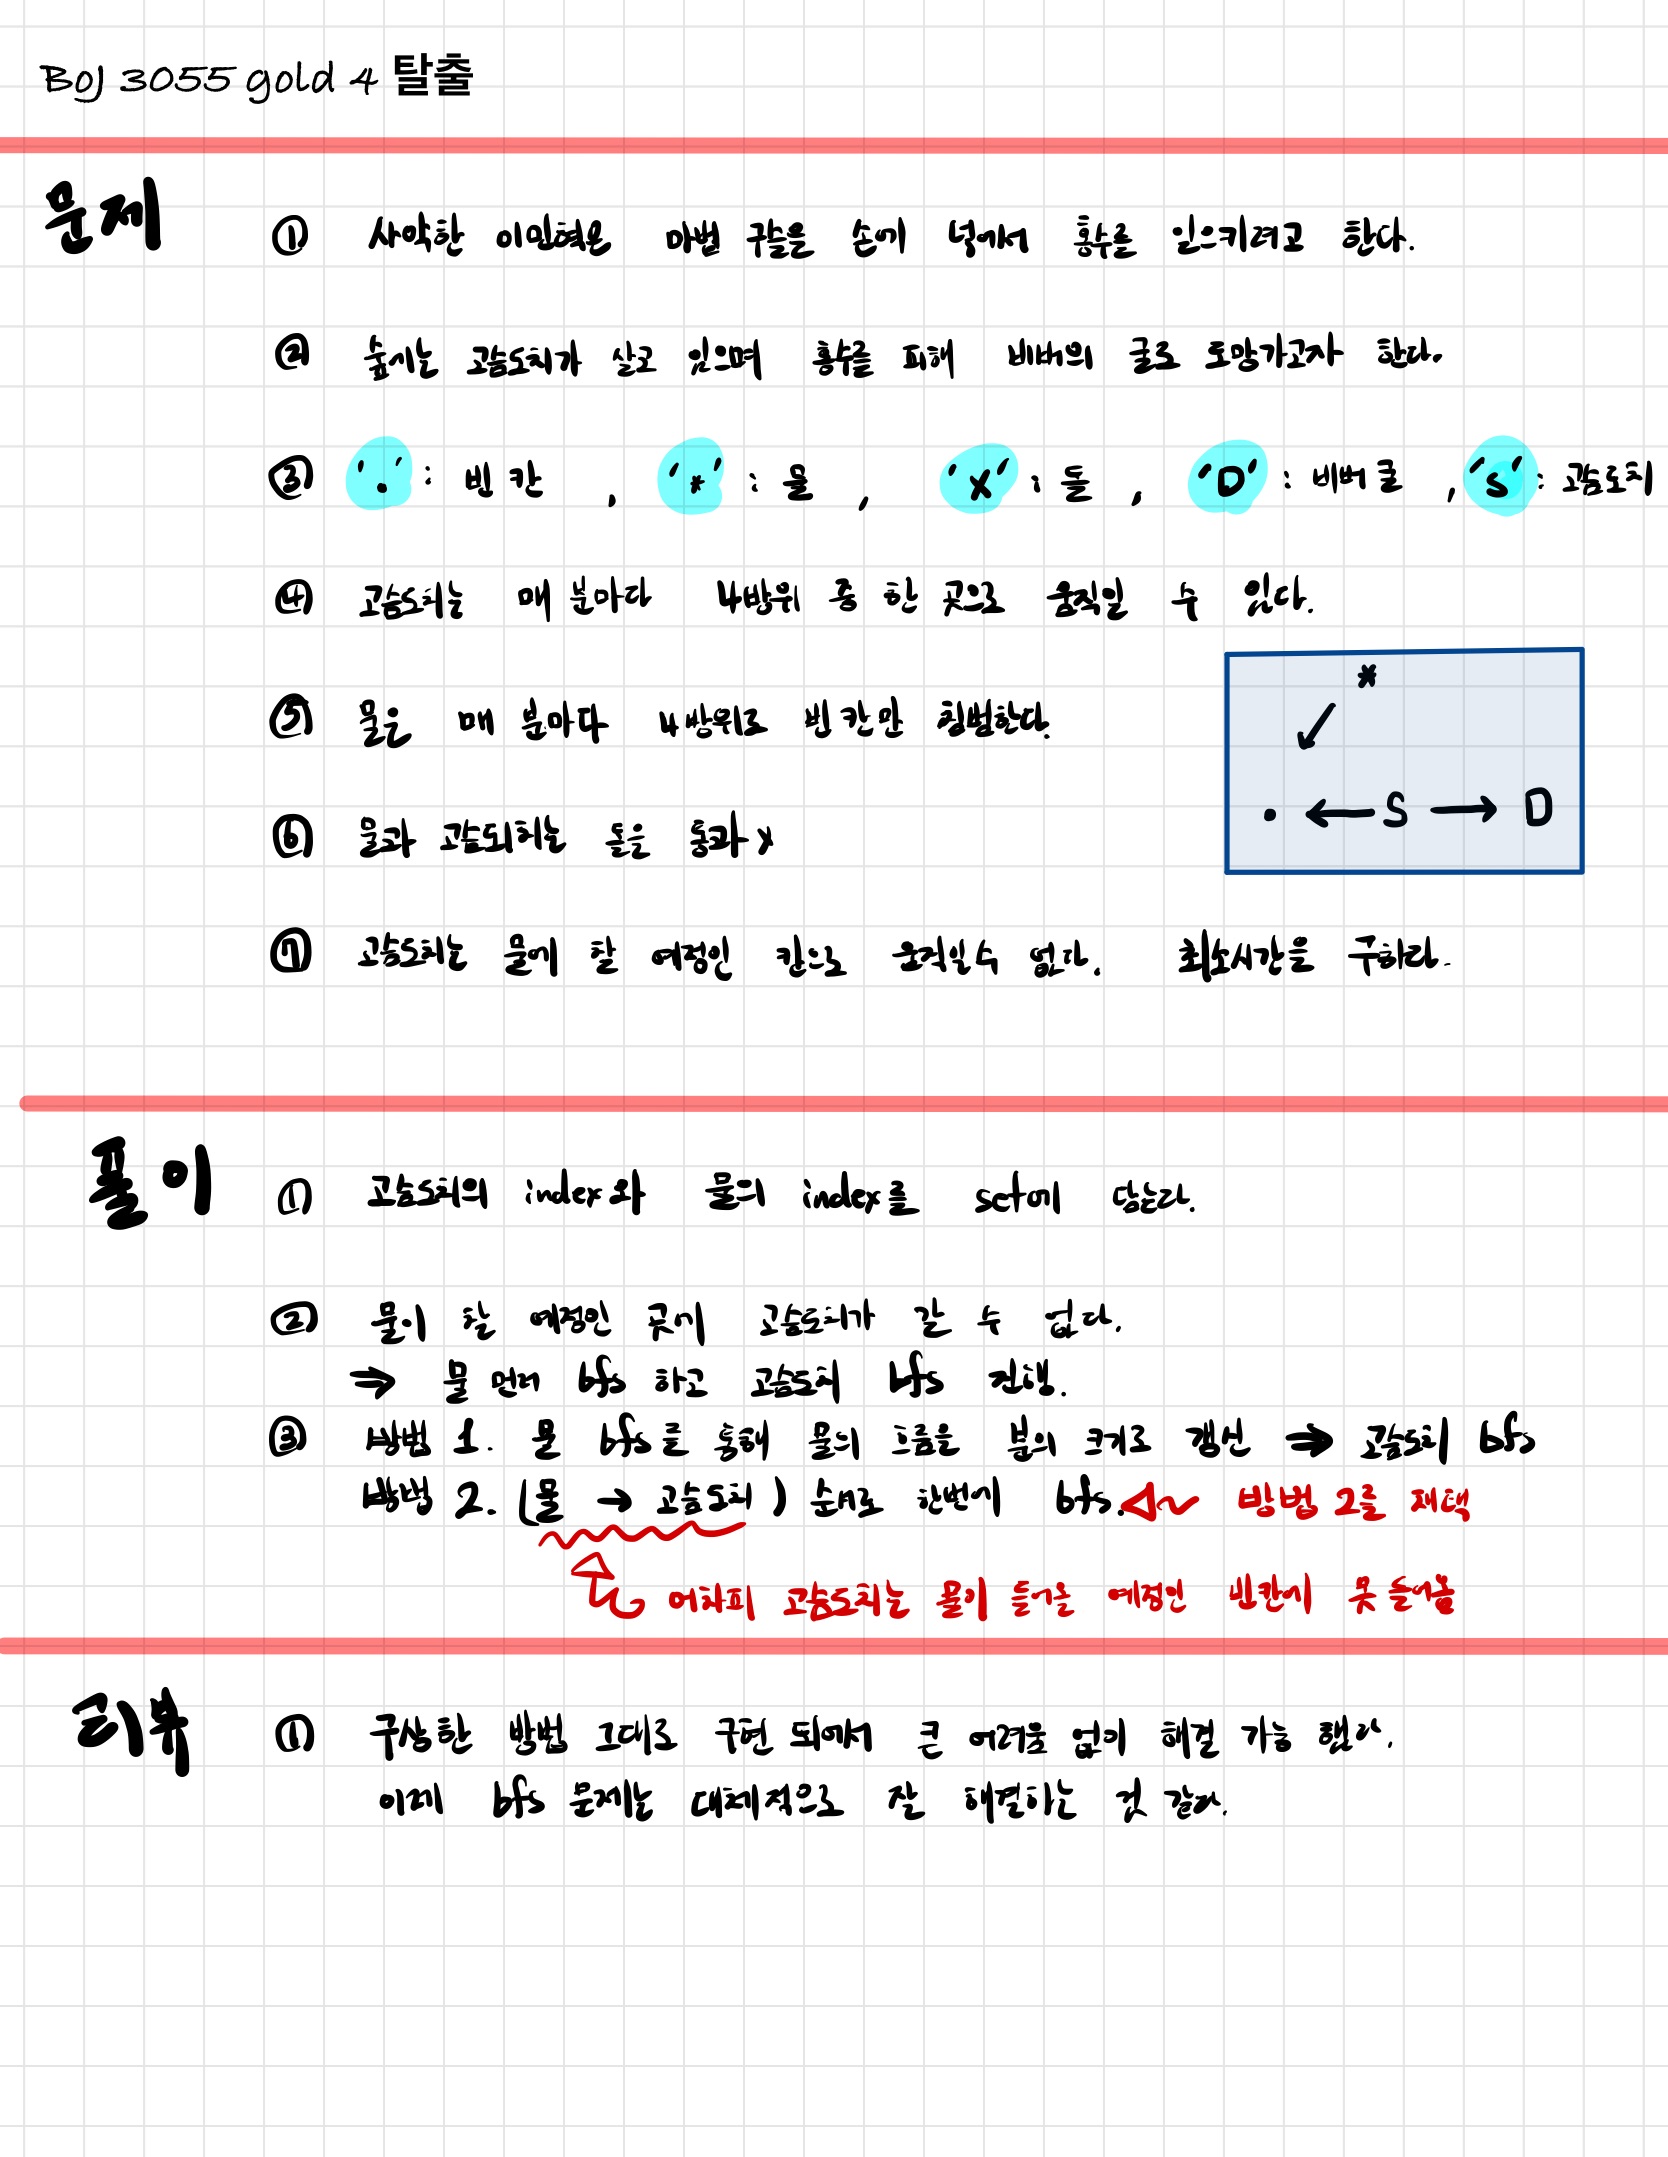 BOJ 3055 gold 4 탈출
문제
① 사악한 이민혁은 마법 구슬을 손에 넣어서 홍수를 일으키려고 한다.
② 숲에는 고슴도치가 살고 있으며 홍수를 피해 비버의 굴로 도망가고자 한다.
③ '.' : 빈 칸 , '*' : 물 , 'X' : 돌 , 'D' : 비버 굴 , 'S' : 고슴도치
④ 고슴도치는 매 분마다 4방위 중 한 곳으로 움직일 수 있다.
⑤ 물은 매 분마다 4방위로 빈 칸만 침범한다.
*
. ← S → D
⑥ 물과 고슴도치는 돌을 통과 x
⑦ 고슴도치는 물에 찰 예정인 칸으로 움직일 수 없다. 최소시간을 구하라.
풀이
① 고슴도치의 index와 물의 index를 set에 담는다.
② 물이 찰 예정인 곳에 고슴도치가 갈 수 없다.
⇒ 물 먼저 bfs 하고 고슴도치 bfs 진행.
③ 방법 1. 물 bfs를 통해 물의 흐름을 분의 크기로 갱신 ⇒ 고슴도치 bfs
방법 2. (물 → 고슴도치) 순서로 한번에 bfs. 방법 2를 채택
어차피 고슴도치는 물이 들어올 예정인 빈칸에 못 들어옴
리뷰
① 구상한 방법 그대로 구현 되어서 큰 어려움 없이 해결 가능 했다.
이제 bfs 문제는 대체적으로 잘 해결하는 것 같다.